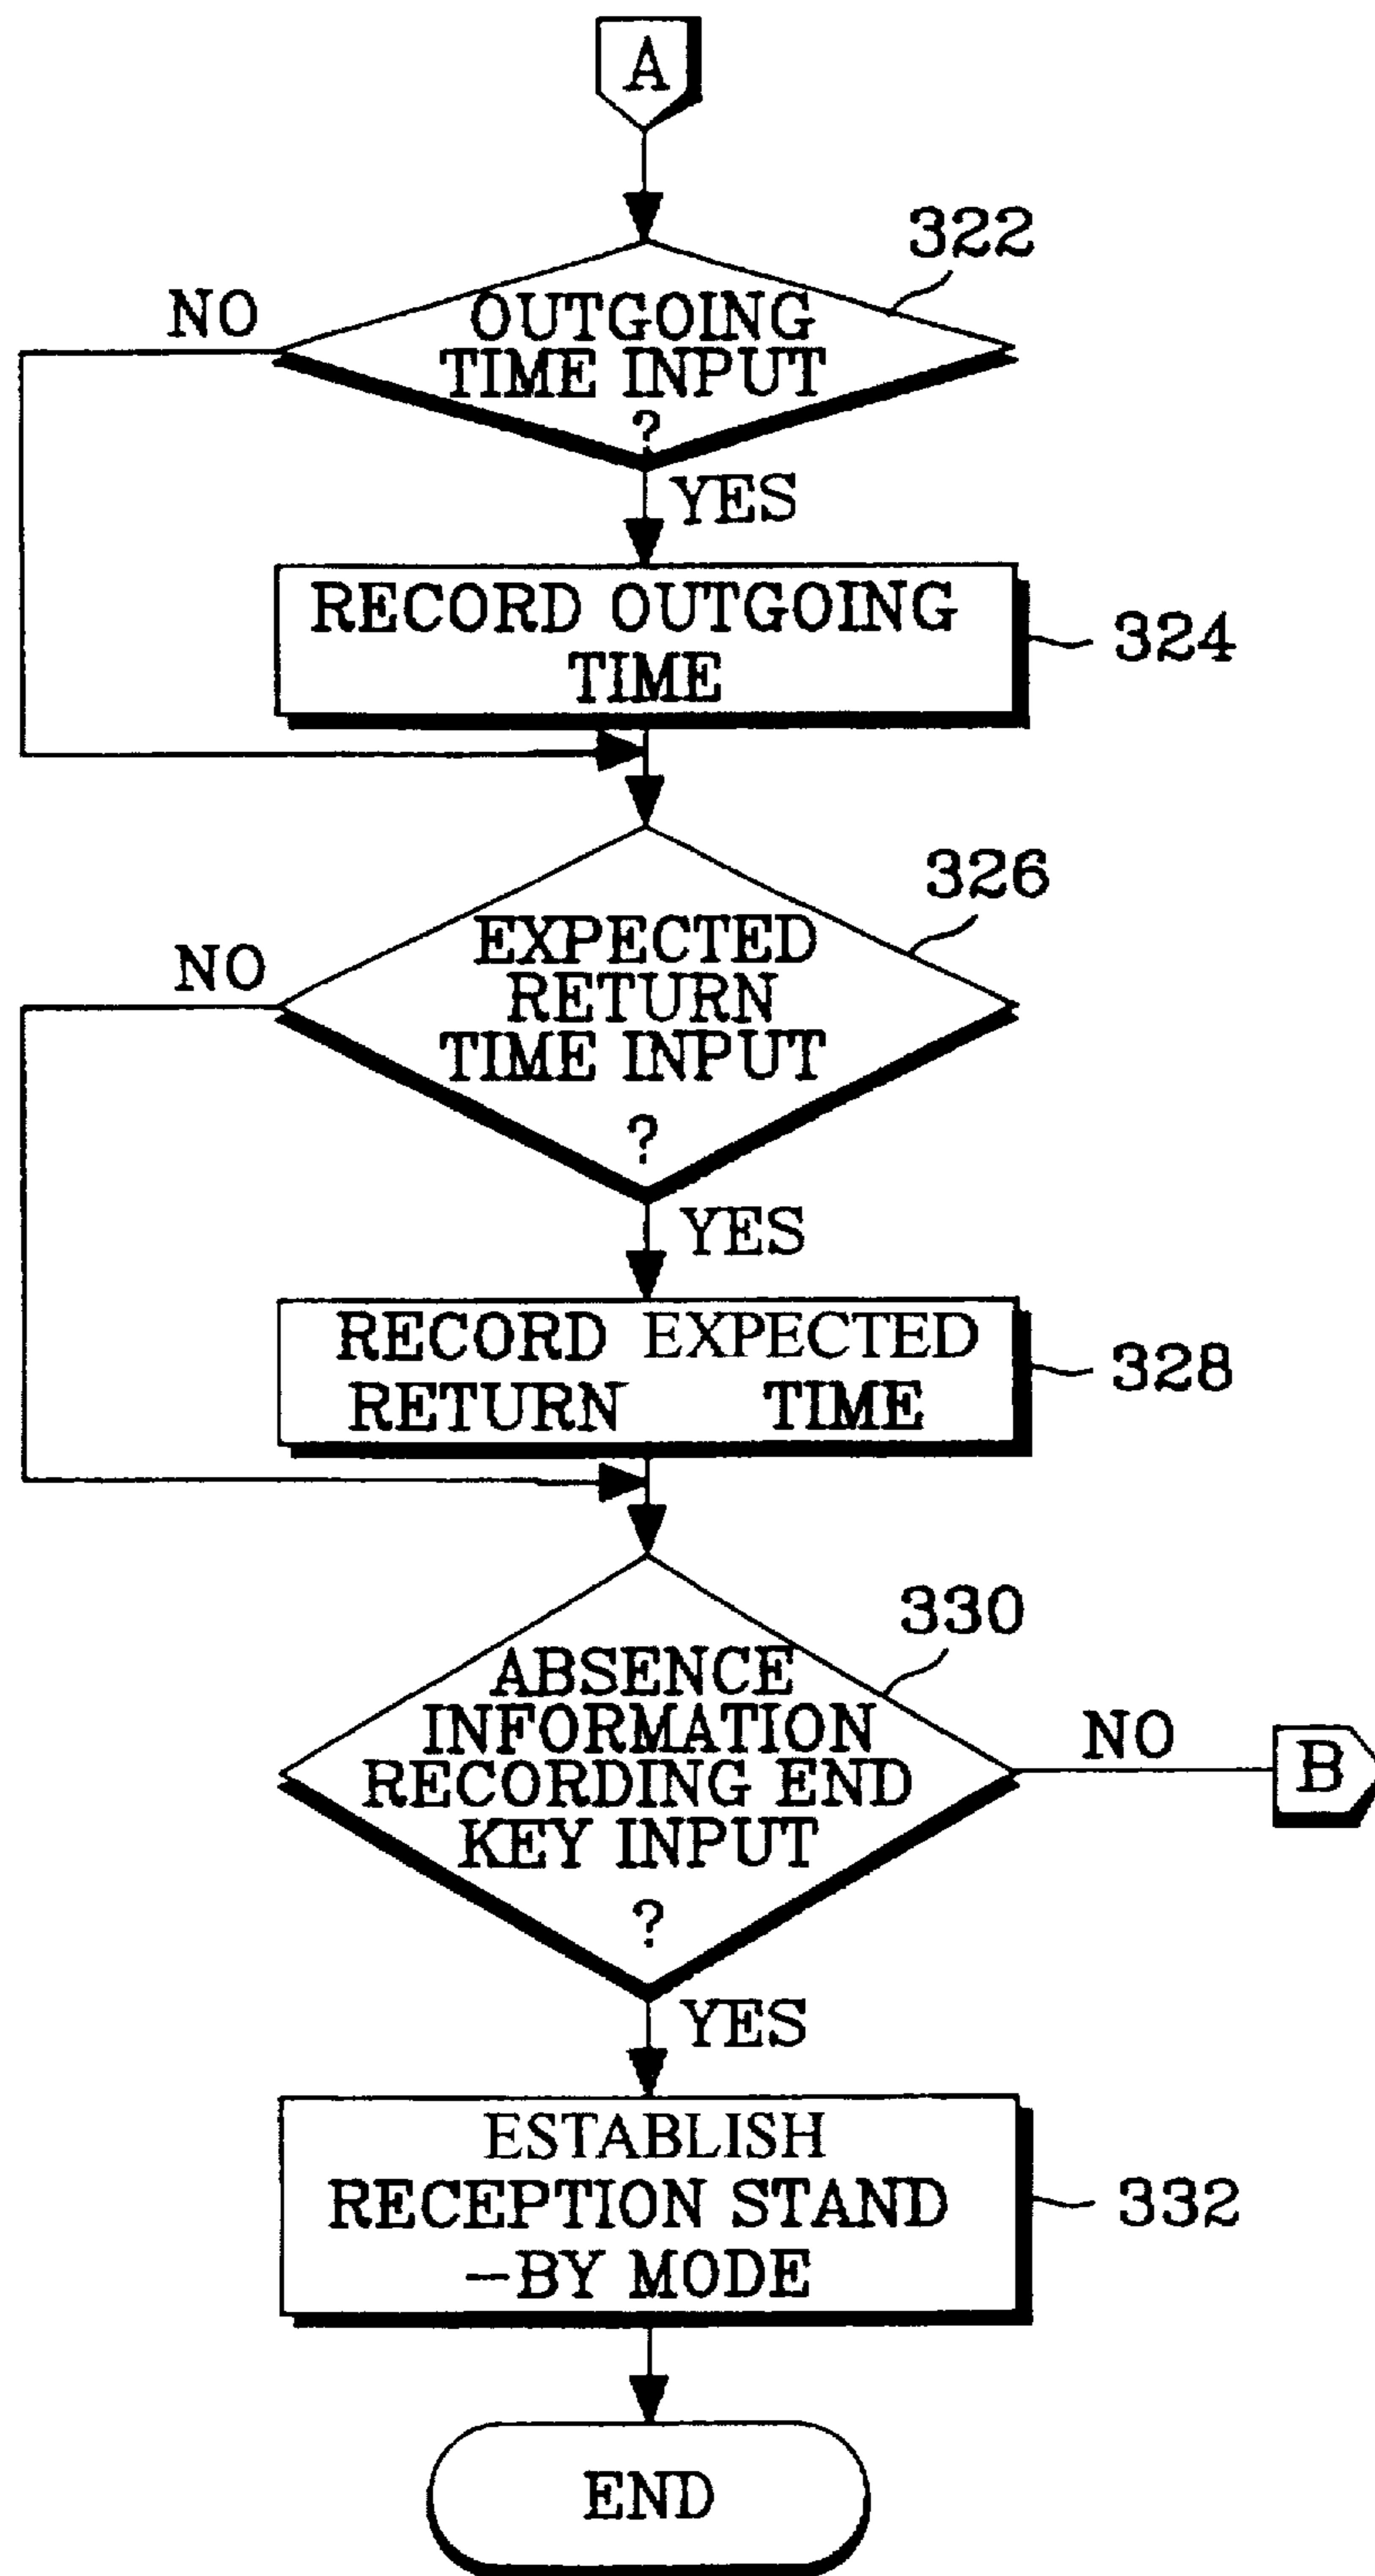 A
322
NO
OUTGOING
TIME INPUT
?
YES
RECORD OUTGOING
TIME
324
326
NO
EXPECTED
RETURN
TIME INPUT
?
YES
RECORD EXPECTED
RETURN TIME
328
330
ABSENCE
INFORMATION
RECORDING END
KEY INPUT
?
NO
B
YES
ESTABLISH
RECEPTION STAND
-BY MODE
332
END